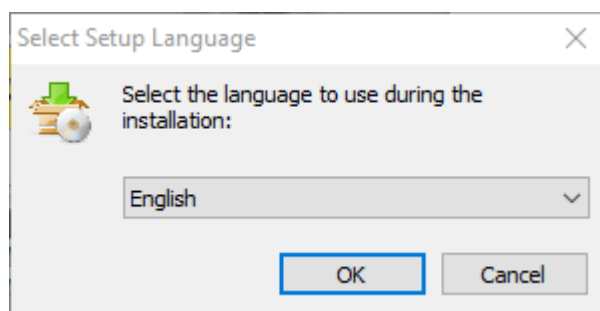 Select Setup Language
Select the language to use during the
installation:
English
OK
Cancel